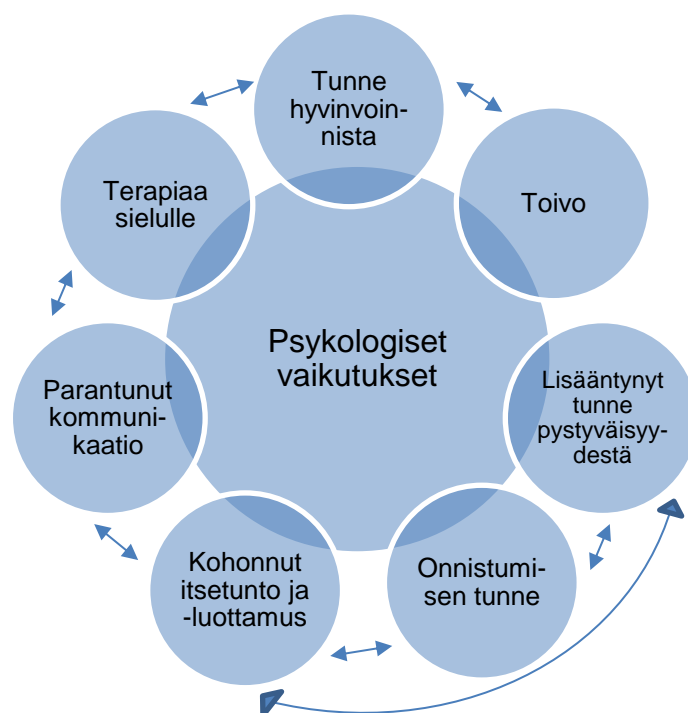 Tunne
hyvinvoin-
nista
Toivo
Lisääntynyt
tunne
pystyväisyy-
destä
Onnistumi-
sen tunne
Kohonnut
itsetunto ja
-luottamus
Parantunut
kommuni-
kaatio
Terapiaa
sielulle
Psykologiset
vaikutukset